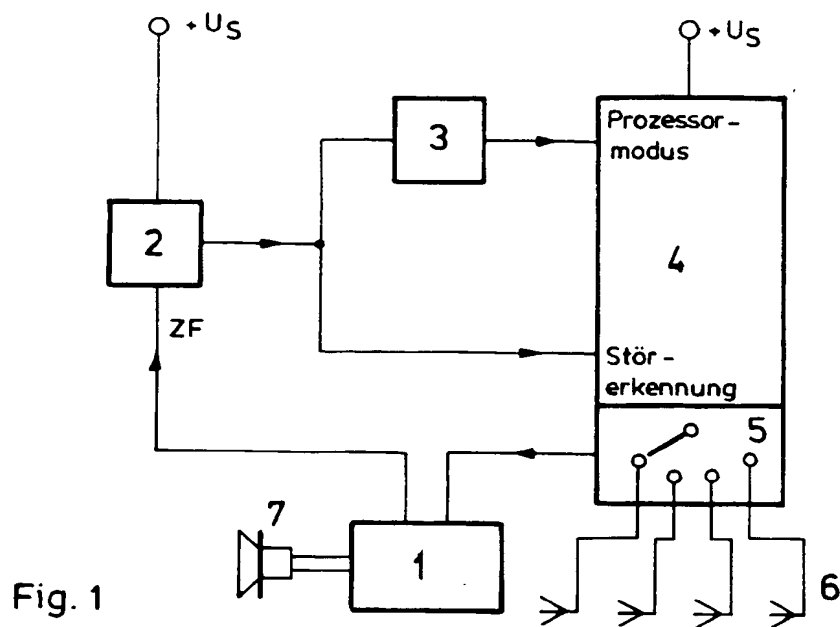 +U_S
+U_S
3
Prozessor-
modus
2
4
ZF
Stör-
erkennung
5
7
1
6
Fig. 1